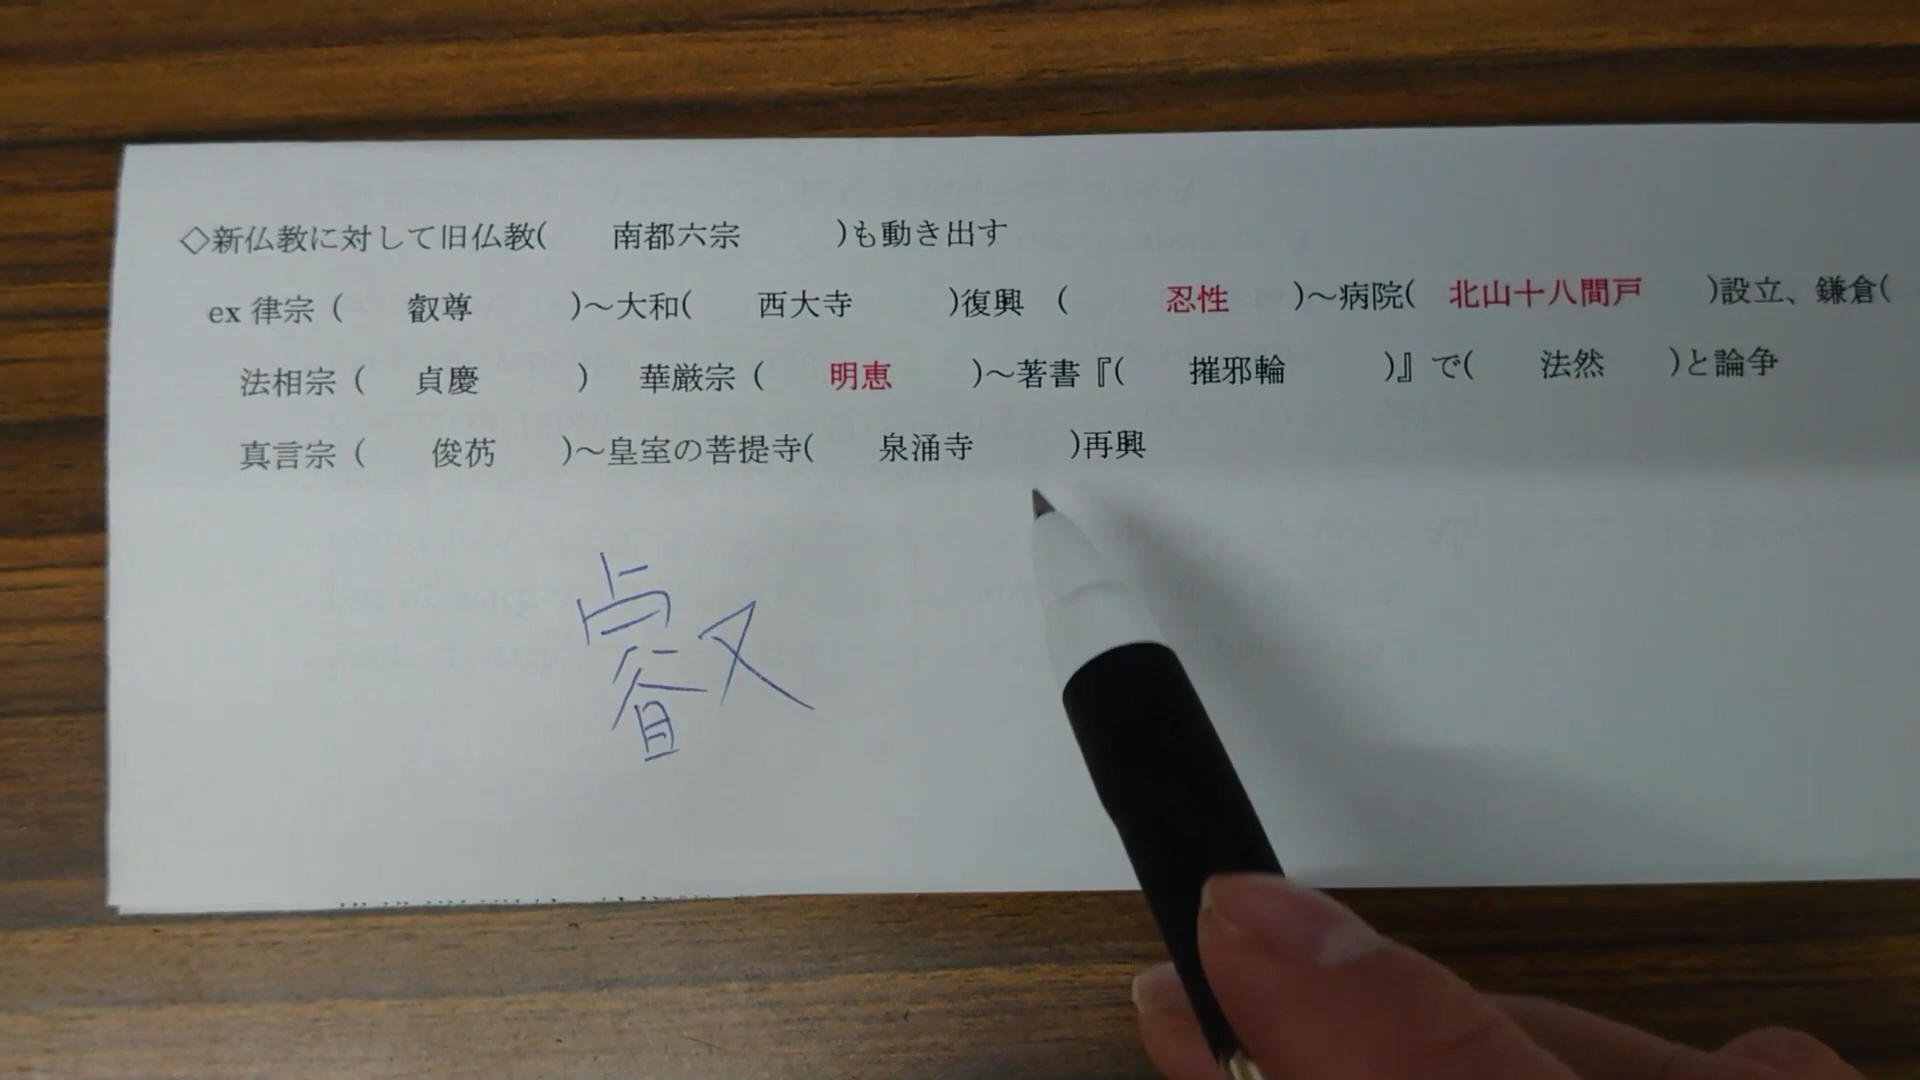 ◇新仏教に対して旧仏教( 南都六宗 )も動き出す
ex 律宗 ( 叡尊 )～大和( 西大寺 )復興 ( 忍性 )～病院( 北山十八間戸 )設立、鎌倉(
法相宗 ( 貞慶 ) 華厳宗 ( 明恵 )～著書『( 摧邪輪 )』で( 法然 )と論争
真言宗 ( 俊芿 )～皇室の菩提寺( 泉涌寺 )再興
叡